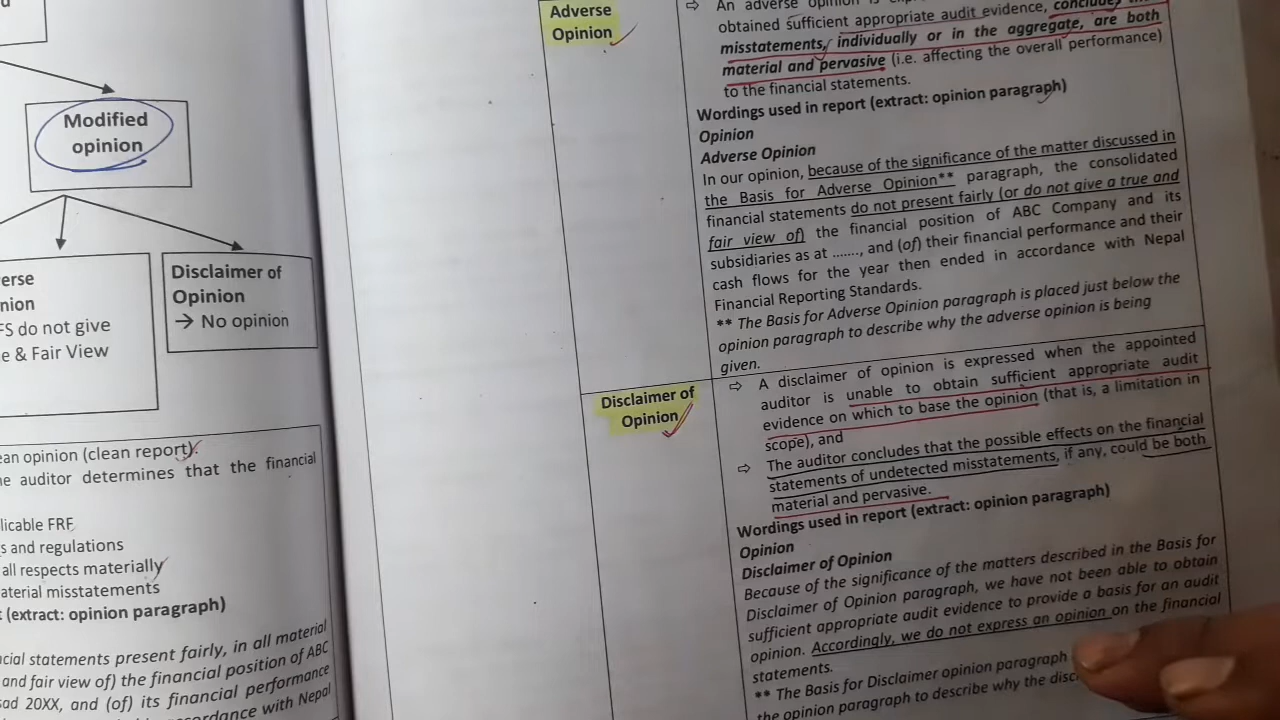 Modified
opinion
erse
nion
FS do not give
e & Fair View
Disclaimer of
Opinion
→ No opinion
ean opinion (clean report).
e auditor determines that the financial
licable FRF
s and regulations
all respects materially
aterial misstatements
t (extract: opinion paragraph)
cial statements present fairly, in all material
and fair view of) the financial position of ABC
sad 20XX, and (of) its financial performance
cordance with Nepal
Adverse
Opinion
⇨ An adverse opinion is
obtained sufficient appropriate audit evidence, concludes
misstatements, individually or in the aggregate, are both
material and pervasive (i.e. affecting the overall performance)
to the financial statements.
Wordings used in report (extract: opinion paragraph)
Opinion
Adverse Opinion
In our opinion, because of the significance of the matter discussed in
the Basis for Adverse Opinion** paragraph, the consolidated
financial statements do not present fairly (or do not give a true and
fair view of) the financial position of ABC Company and its
subsidiaries as at ......., and (of) their financial performance and their
cash flows for the year then ended in accordance with Nepal
Financial Reporting Standards.
** The Basis for Adverse Opinion paragraph is placed just below the
opinion paragraph to describe why the adverse opinion is being
given.
Disclaimer of
Opinion
⇨ A disclaimer of opinion is expressed when the appointed
auditor is unable to obtain sufficient appropriate audit
evidence on which to base the opinion (that is, a limitation in
scope), and
⇨ The auditor concludes that the possible effects on the financial
statements of undetected misstatements, if any, could be both
material and pervasive.
Wordings used in report (extract: opinion paragraph)
Opinion
Disclaimer of Opinion
Because of the significance of the matters described in the Basis for
Disclaimer of Opinion paragraph, we have not been able to obtain
sufficient appropriate audit evidence to provide a basis for an audit
opinion. Accordingly, we do not express an opinion on the financial
statements.
** The Basis for Disclaimer opinion paragraph
the opinion paragraph to describe why the disc